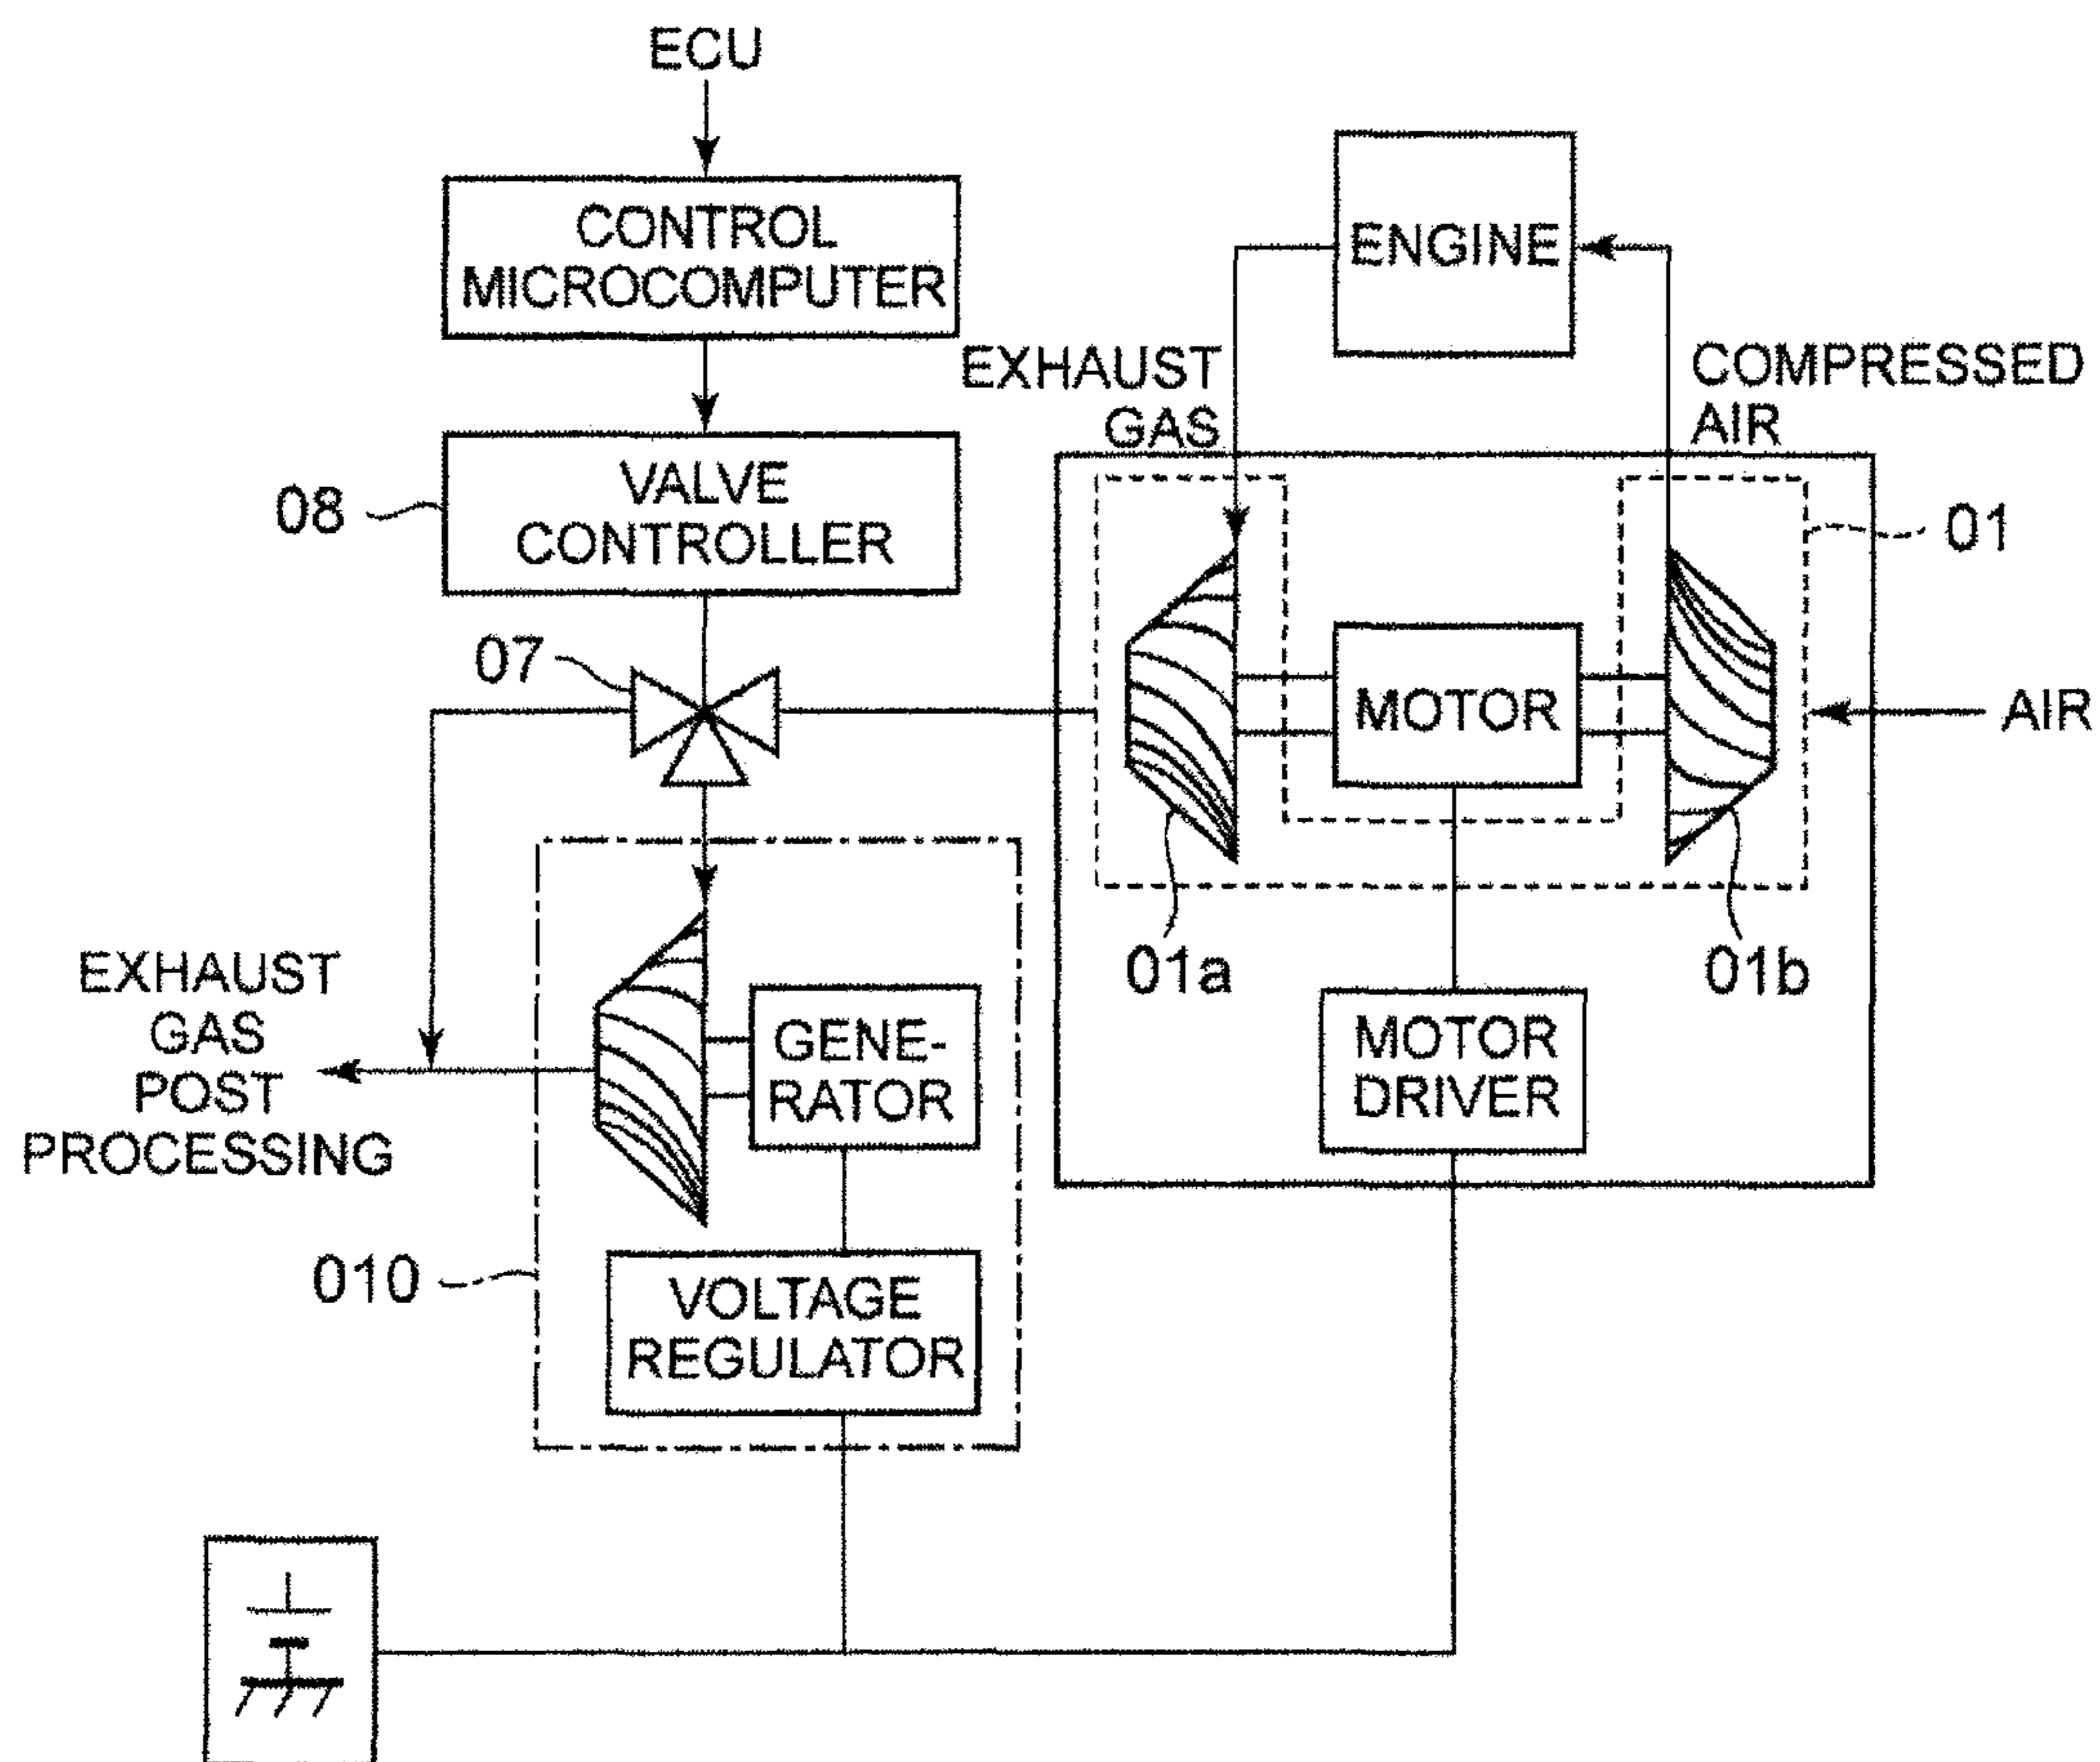 ECU
CONTROL
MICROCOMPUTER
ENGINE
EXHAUST
GAS
COMPRESSED
AIR
08
VALVE
CONTROLLER
01
07
MOTOR
AIR
01a
01b
EXHAUST
GAS
POST
PROCESSING
GENE-
RATOR
MOTOR
DRIVER
010
VOLTAGE
REGULATOR